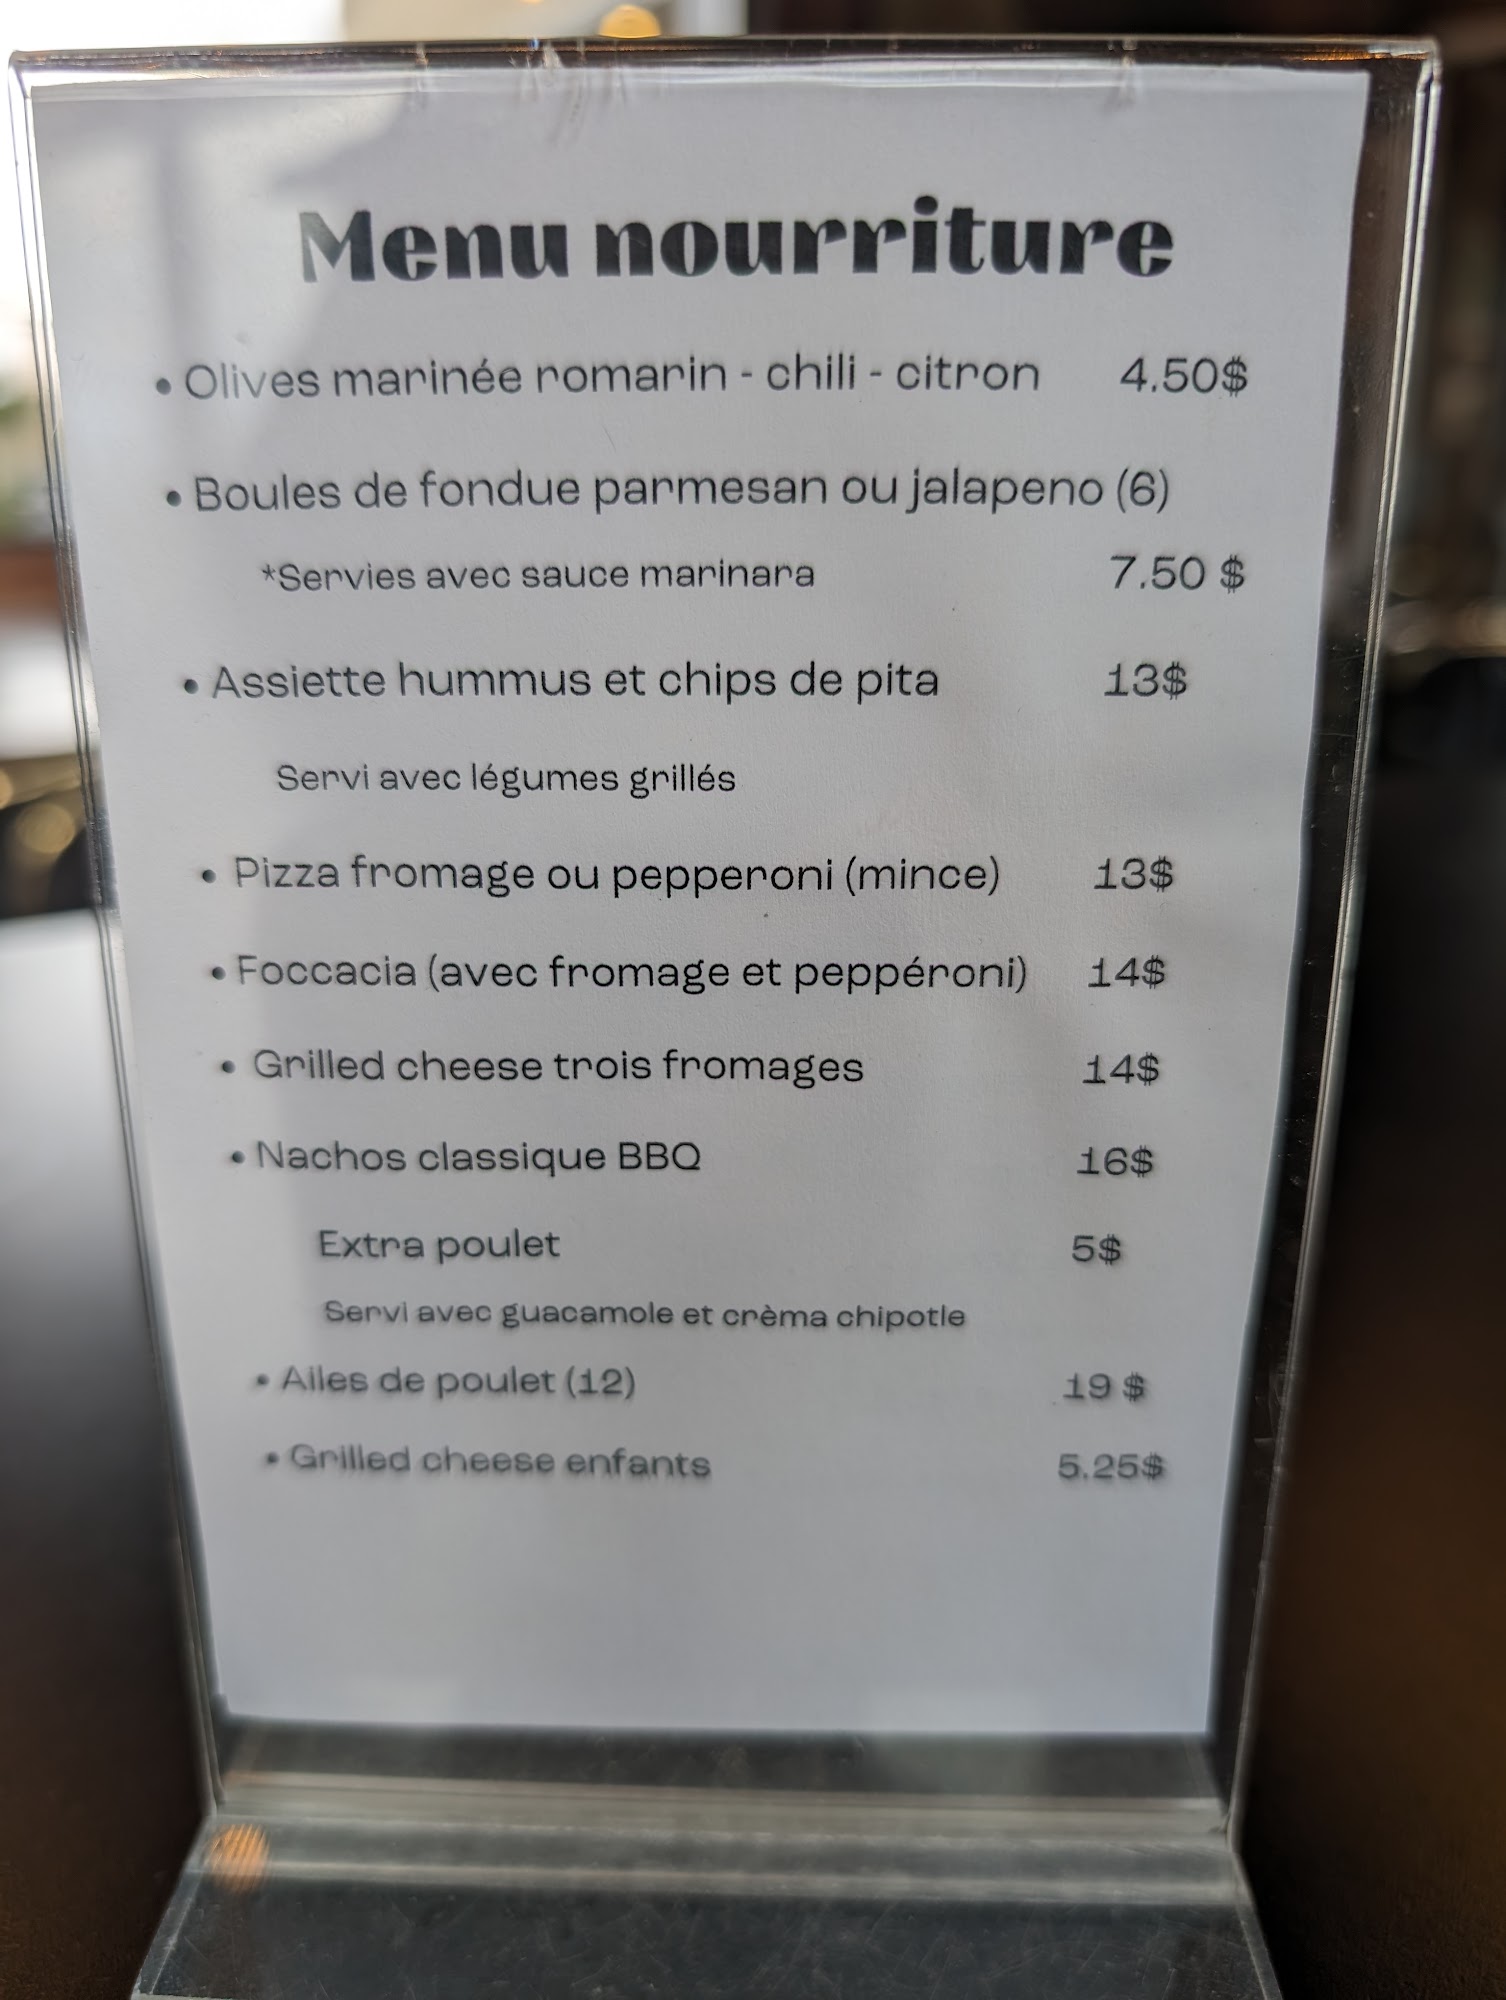 Menu nourriture
• Olives marinée romarin - chili - citron 4.50$
• Boules de fondue parmesan ou jalapeno (6)
*Servies avec sauce marinara 7.50 $
• Assiette hummus et chips de pita 13$
Servi avec légumes grillés
• Pizza fromage ou pepperoni (mince) 13$
• Foccacia (avec fromage et peppéroni) 14$
• Grilled cheese trois fromages 14$
• Nachos classique BBQ 16$
Extra poulet 5$
Servi avec guacamole et crèma chipotle
• Ailes de poulet (12) 19 $
• Grilled cheese enfants 5.25$